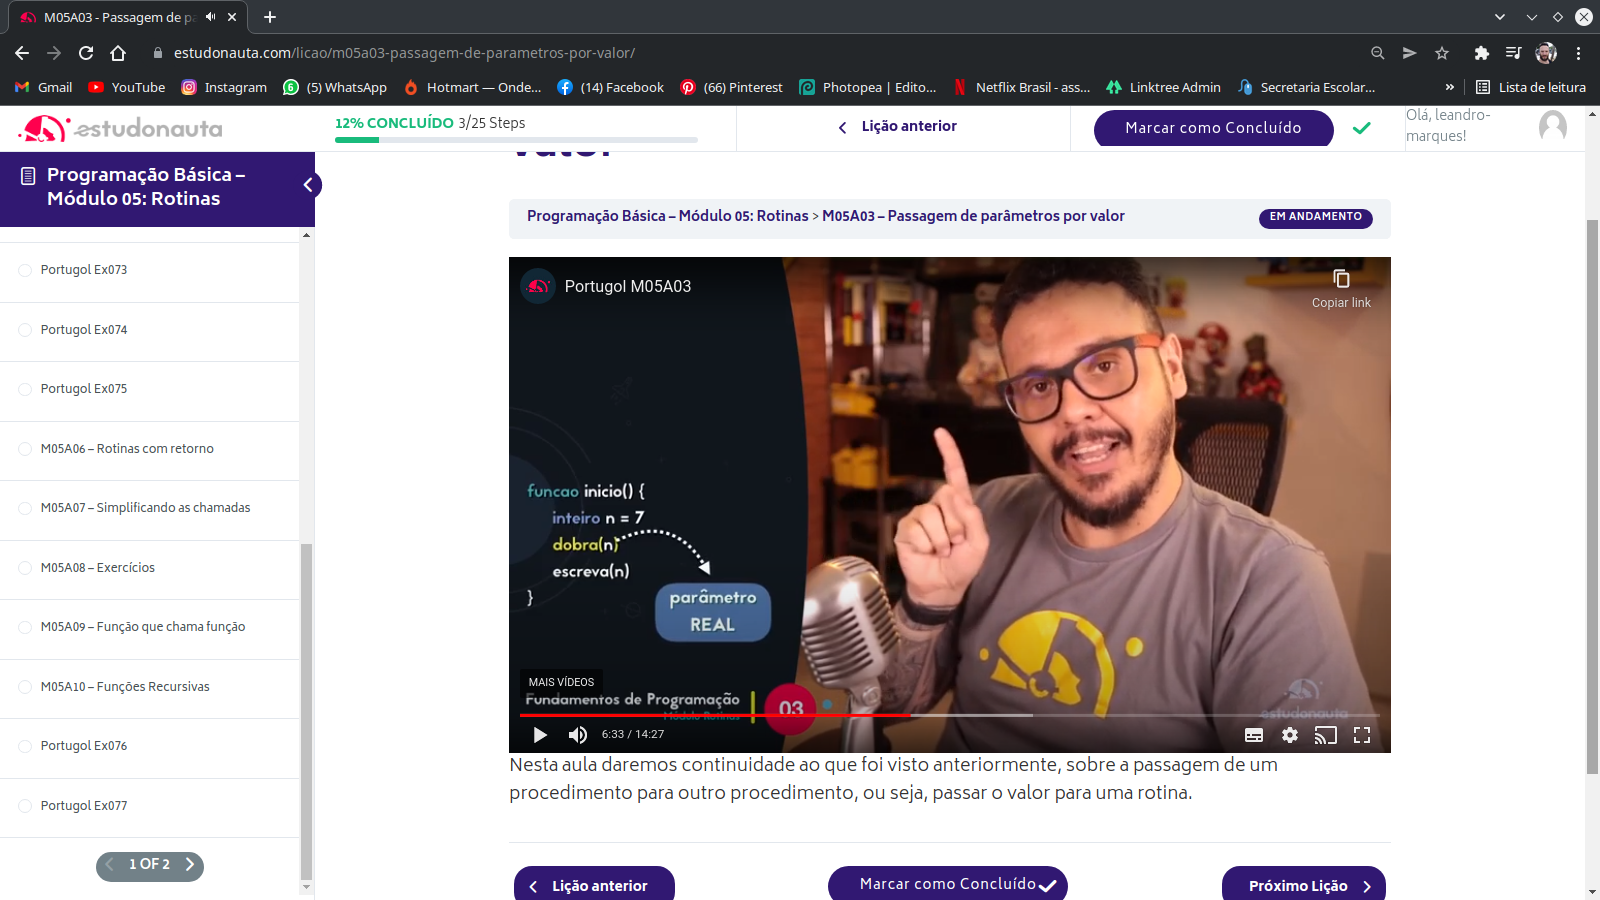 M05A03 - Passagem de pa
estudonauta.com/licao/m05a03-passagem-de-parametros-por-valor/
Gmail
YouTube
Instagram
6
(5) WhatsApp
Hotmart — Onde...
(14) Facebook
(66) Pinterest
Photopea | Edito...
Netflix Brasil - ass...
Linktree Admin
Secretaria Escolar...
»
Lista de leitura
estudonauta
12% CONCLUÍDO 3/25 Steps
Lição anterior
Marcar como Concluído
Olá, leandro-
marques!
Programação Básica –
Módulo 05: Rotinas
Portugol Ex073
Portugol Ex074
Portugol Ex075
M05A06 – Rotinas com retorno
M05A07 – Simplificando as chamadas
M05A08 – Exercícios
M05A09 – Função que chama função
M05A10 – Funções Recursivas
Portugol Ex076
Portugol Ex077
1 OF 2
valor
Programação Básica – Módulo 05: Rotinas > M05A03 – Passagem de parâmetros por valor
EM ANDAMENTO
Portugol M05A03
Copiar link
funcao inicio() {
inteiro n = 7
dobra(n)
escreva(n)
}
parâmetro
REAL
MAIS VÍDEOS
Fundamentos de Programação
Módulo Rotinas
03
estudonauta
6:33 / 14:27
Nesta aula daremos continuidade ao que foi visto anteriormente, sobre a passagem de um
procedimento para outro procedimento, ou seja, passar o valor para uma rotina.
Lição anterior
Marcar como Concluído
Próximo Lição